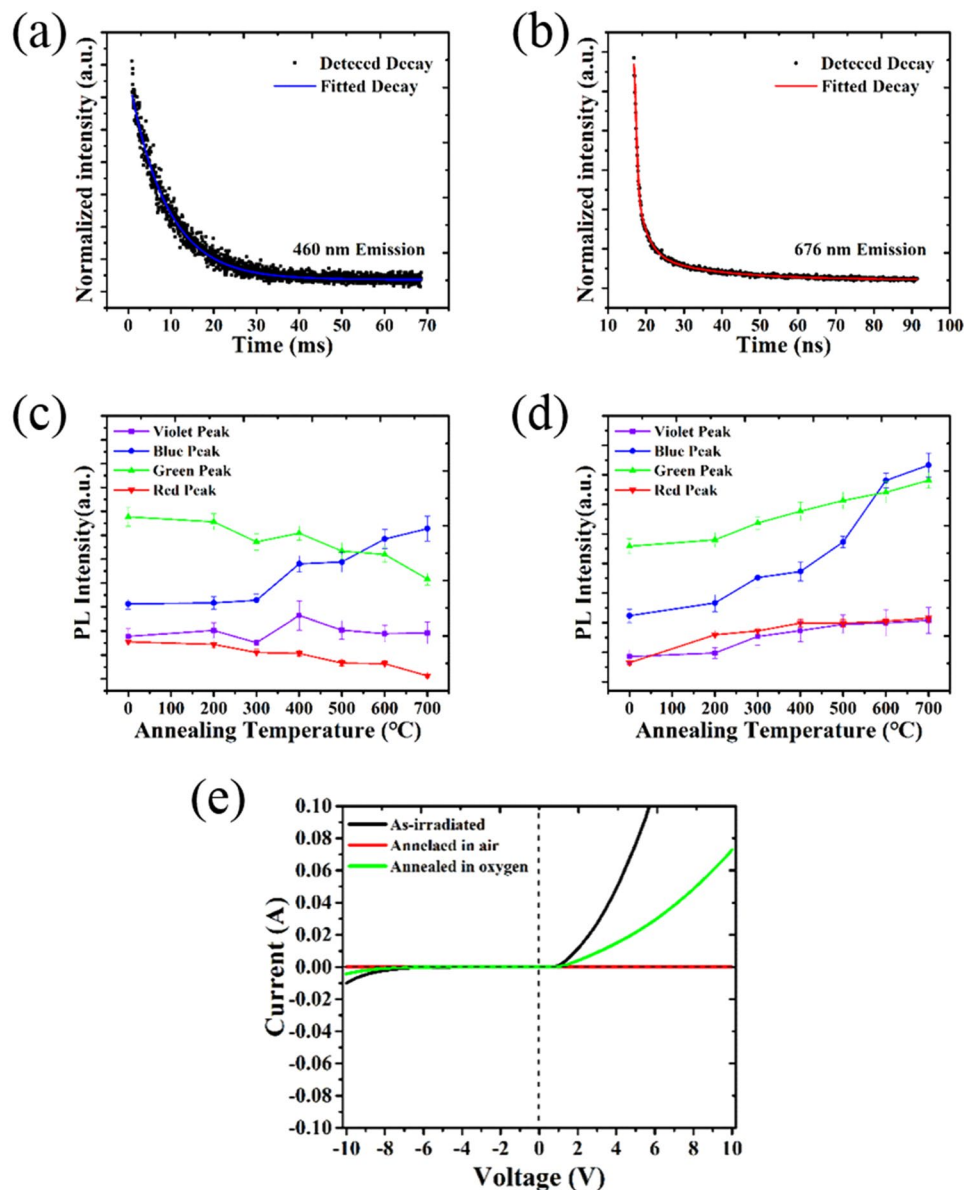 (a)
Normalized intensity (a.u.)
Deteced Decay
Fitted Decay
460 nm Emission
0 10 20 30 40 50 60 70
Time (ms)
(b)
Normalized intensity (a.u.)
Deteced Decay
Fitted Decay
676 nm Emission
10 20 30 40 50 60 70 80 90 100
Time (ns)
(c)
PL Intensity(a.u.)
Violet Peak
Blue Peak
Green Peak
Red Peak
0 100 200 300 400 500 600 700
Annealing Temperature (℃)
(d)
PL Intensity(a.u.)
Violet Peak
Blue Peak
Green Peak
Red Peak
0 100 200 300 400 500 600 700
Annealing Temperature (℃)
(e)
Current (A)
0.10
0.08
0.06
0.04
0.02
0.00
-0.02
-0.04
-0.06
-0.08
-0.10
As-irradiated
Annelaed in air
Annealed in oxygen
-10 -8 -6 -4 -2 0 2 4 6 8 10
Voltage (V)